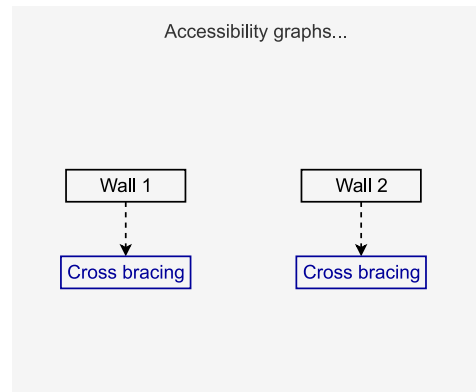 Accessibility graphs...
Wall 1
Wall 2
Cross bracing
Cross bracing